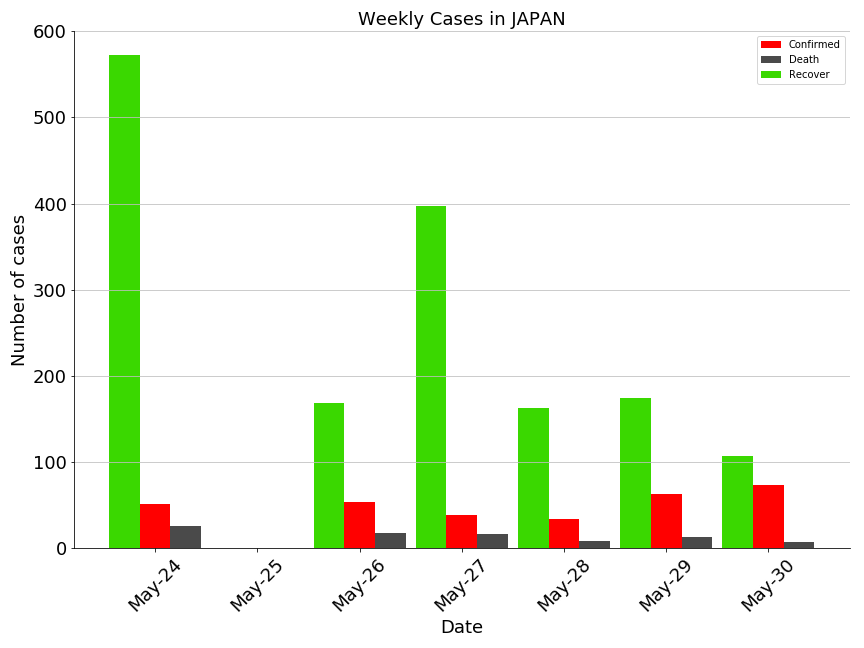 Weekly Cases in JAPAN
Confirmed
Death
Recover
600
500
400
300
200
100
0
Number of cases
May-24
May-25
May-26
May-27
May-28
May-29
May-30
Date